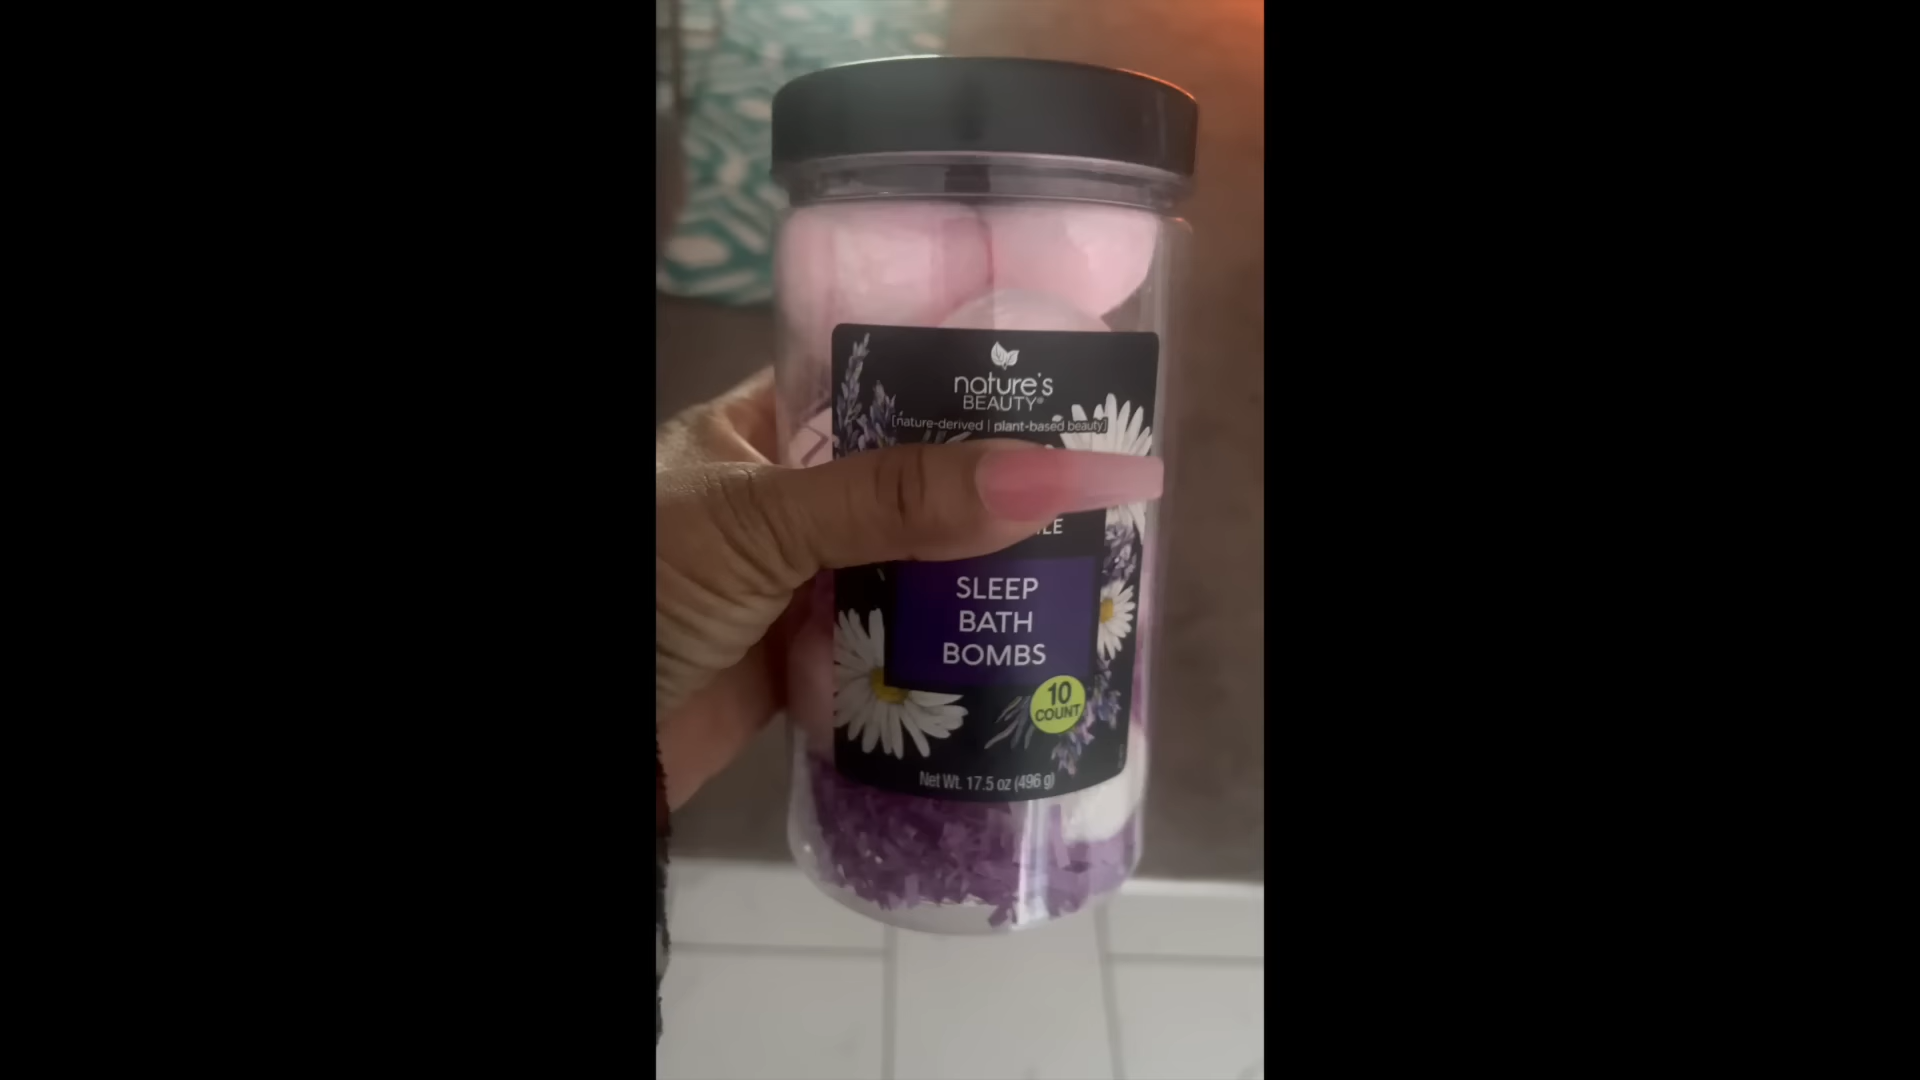 nature's
BEAUTY®
[nature-derived | plant-based beauty]
SLEEP
BATH
BOMBS
10
COUNT
Net Wt. 17.5 oz (496 g)